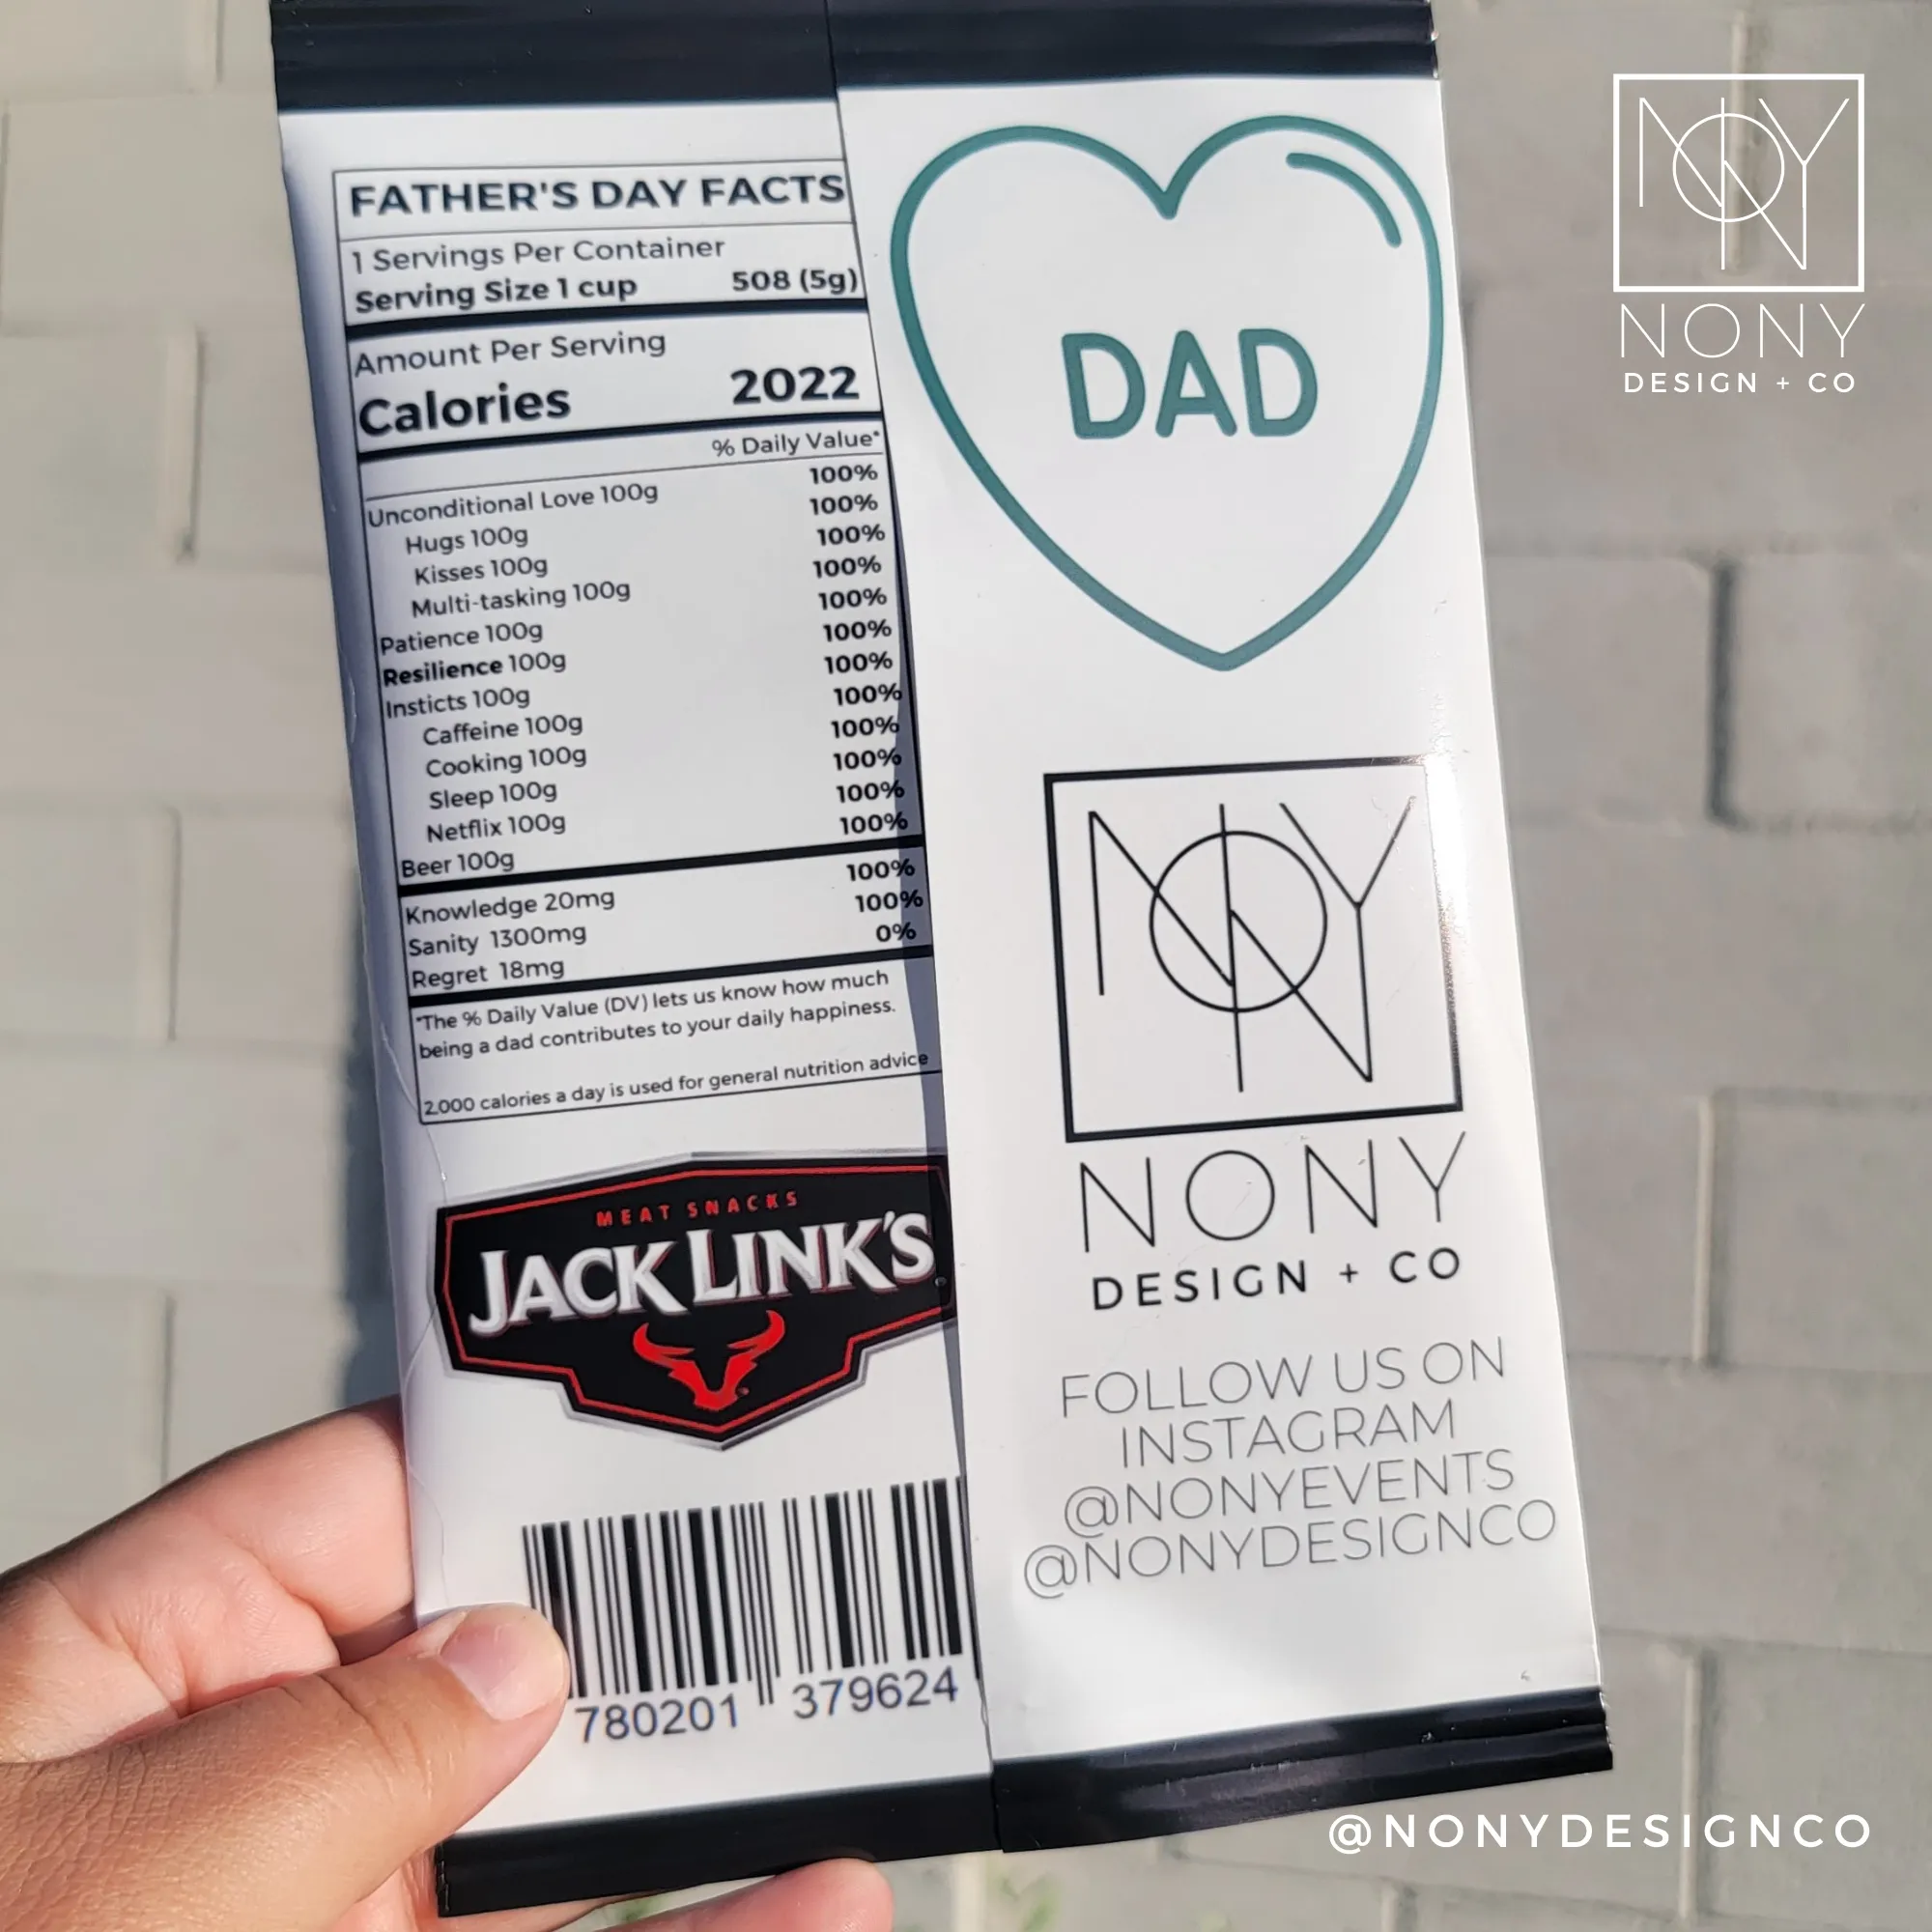 FATHER'S DAY FACTS
1 Servings Per Container
Serving Size 1 cup 508 (5g)
Amount Per Serving
Calories 2022
% Daily Value*
Unconditional Love 100g 100%
Hugs 100g 100%
Kisses 100g 100%
Multi-tasking 100g 100%
Patience 100g 100%
Resilience 100g 100%
Insticts 100g 100%
Caffeine 100g 100%
Cooking 100g 100%
Sleep 100g 100%
Netflix 100g 100%
Beer 100g 100%
Knowledge 20mg 100%
Sanity 1300mg 100%
Regret 18mg 0%
*The % Daily Value (DV) lets us know how much
being a dad contributes to your daily happiness.
2,000 calories a day is used for general nutrition advice
MEAT SNACKS
JACK LINK'S
780201 379624
DAD
NONY
NONY
DESIGN + CO
FOLLOW US ON
INSTAGRAM
@NONYEVENTS
@NONYDESIGNCO
NONY
NONY
DESIGN + CO
@NONYDESIGNCO